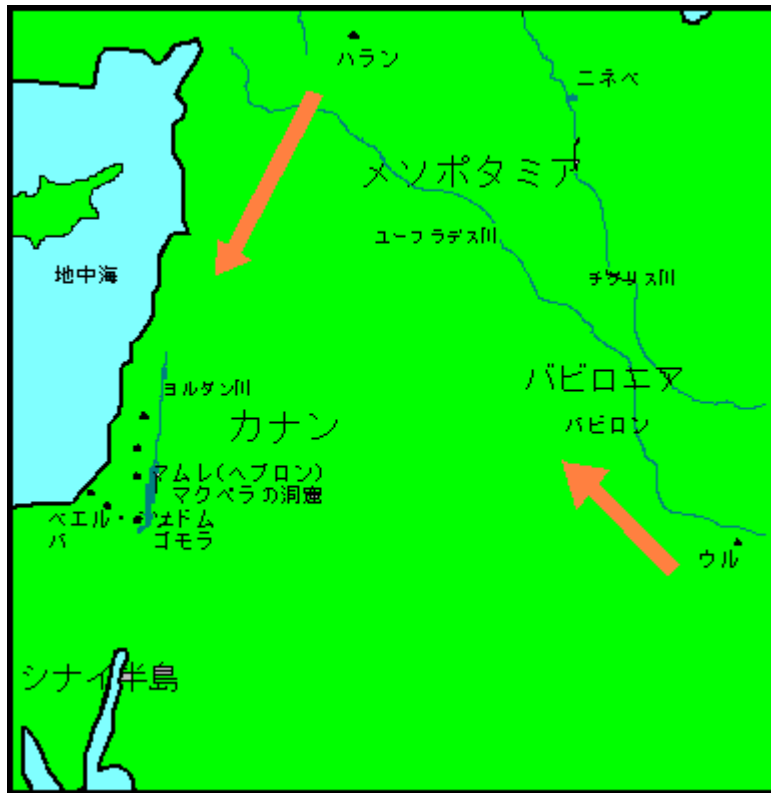 ハラン
ニネベ
メソポタミア
ユーフラテス川
地中海
チグリス川
バビロニア
ヨルダン川
カナン
バビロン
マムレ(ヘブロン)
マクペラの洞窟
ベエル・シェ
ドム
バ
ゴモラ
ウル
シナイ半島